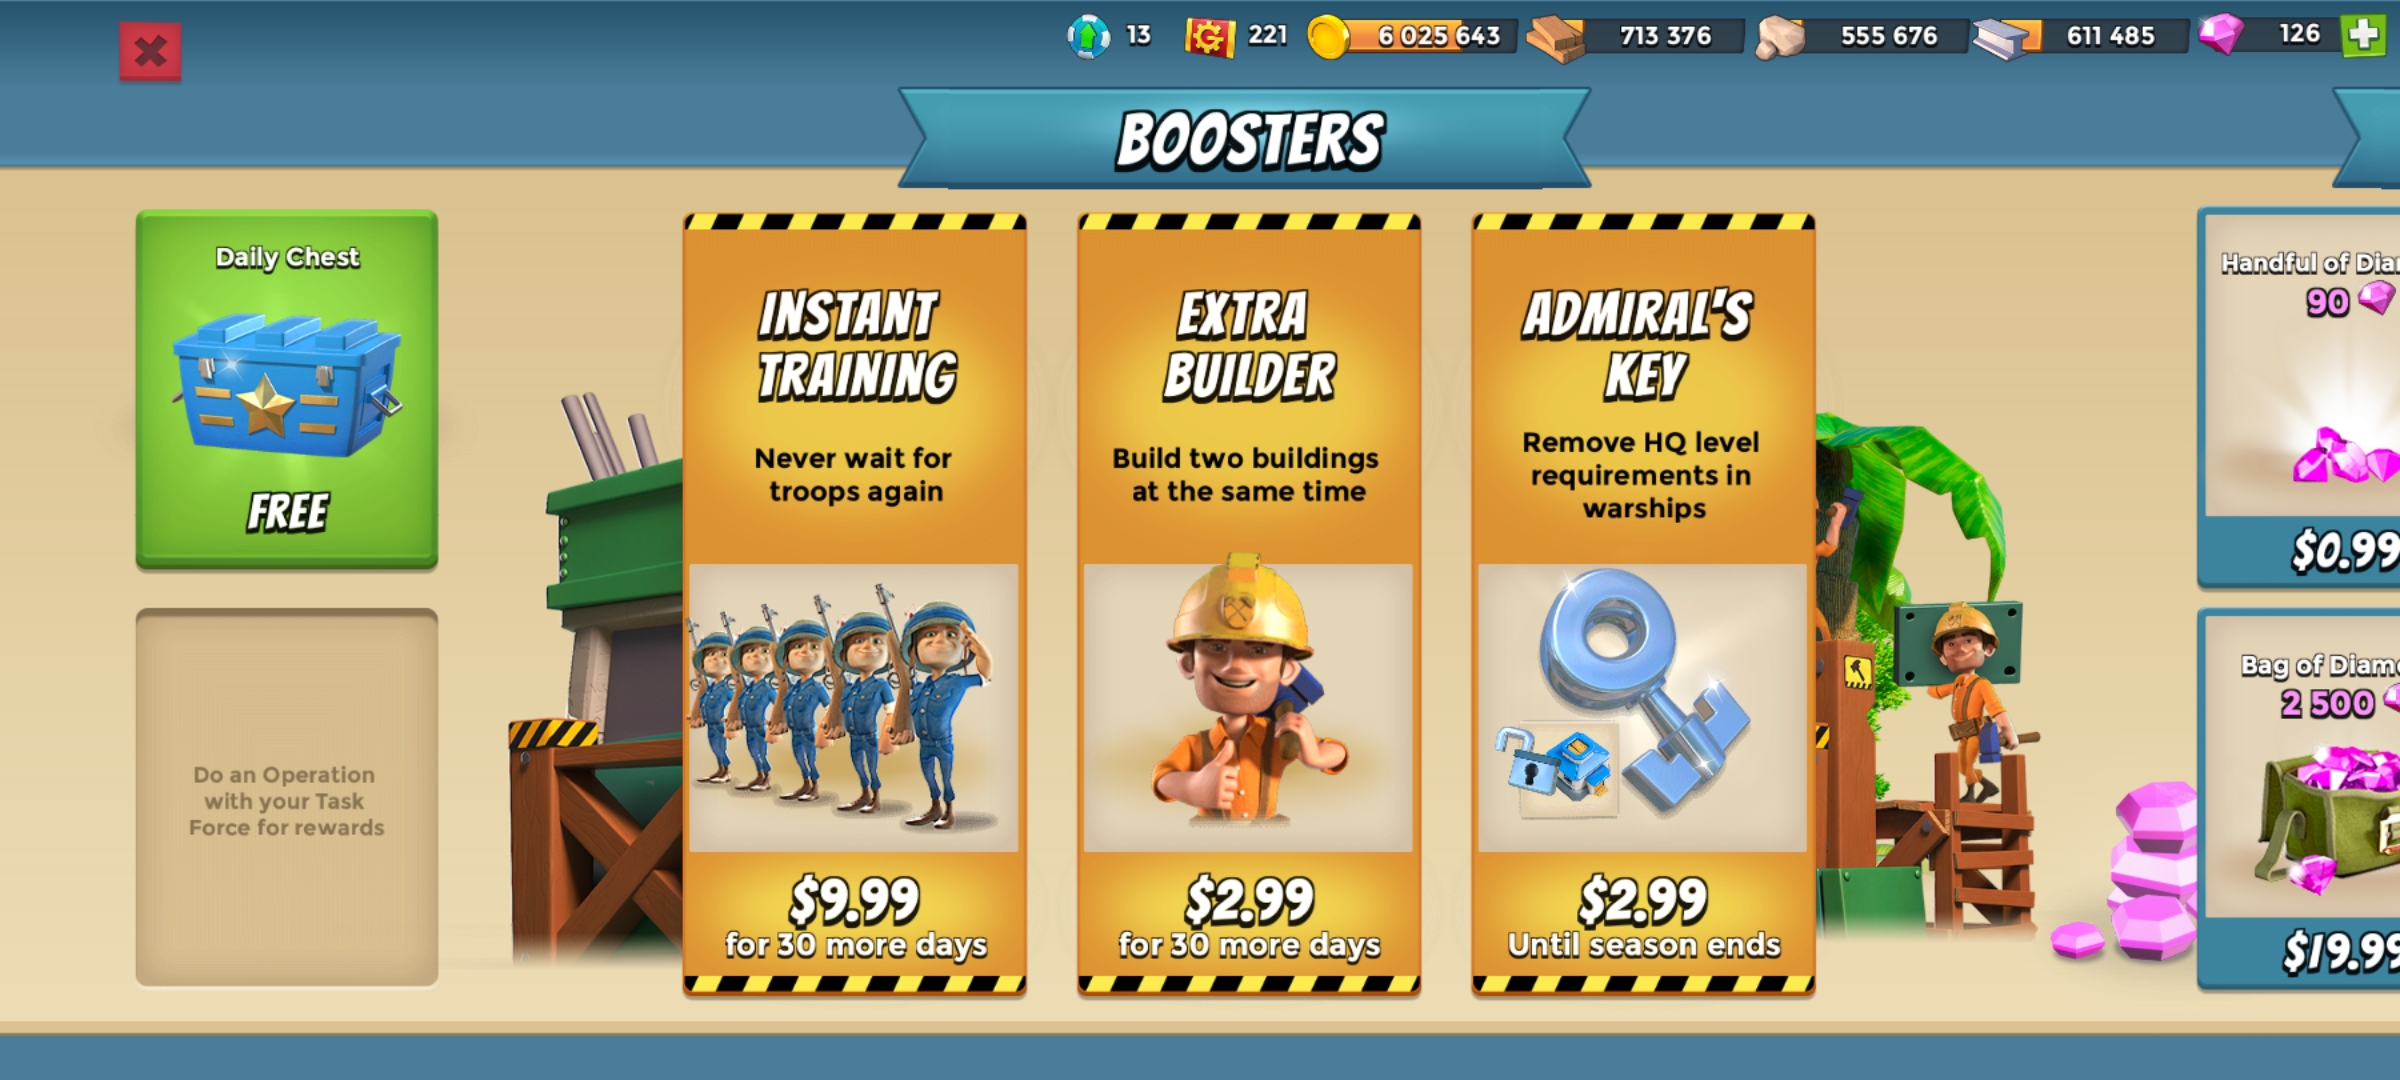 13
221
6 025 643
713 376
555 676
611 485
126
BOOSTERS
Daily Chest
FREE
Do an Operation
with your Task
Force for rewards
INSTANT
TRAINING
Never wait for
troops again
$9.99
for 30 more days
EXTRA
BUILDER
Build two buildings
at the same time
$2.99
for 30 more days
ADMIRAL'S
KEY
Remove HQ level
requirements in
warships
$2.99
Until season ends
Handful of
90
$0.99
Bag of
2 500
$19.99